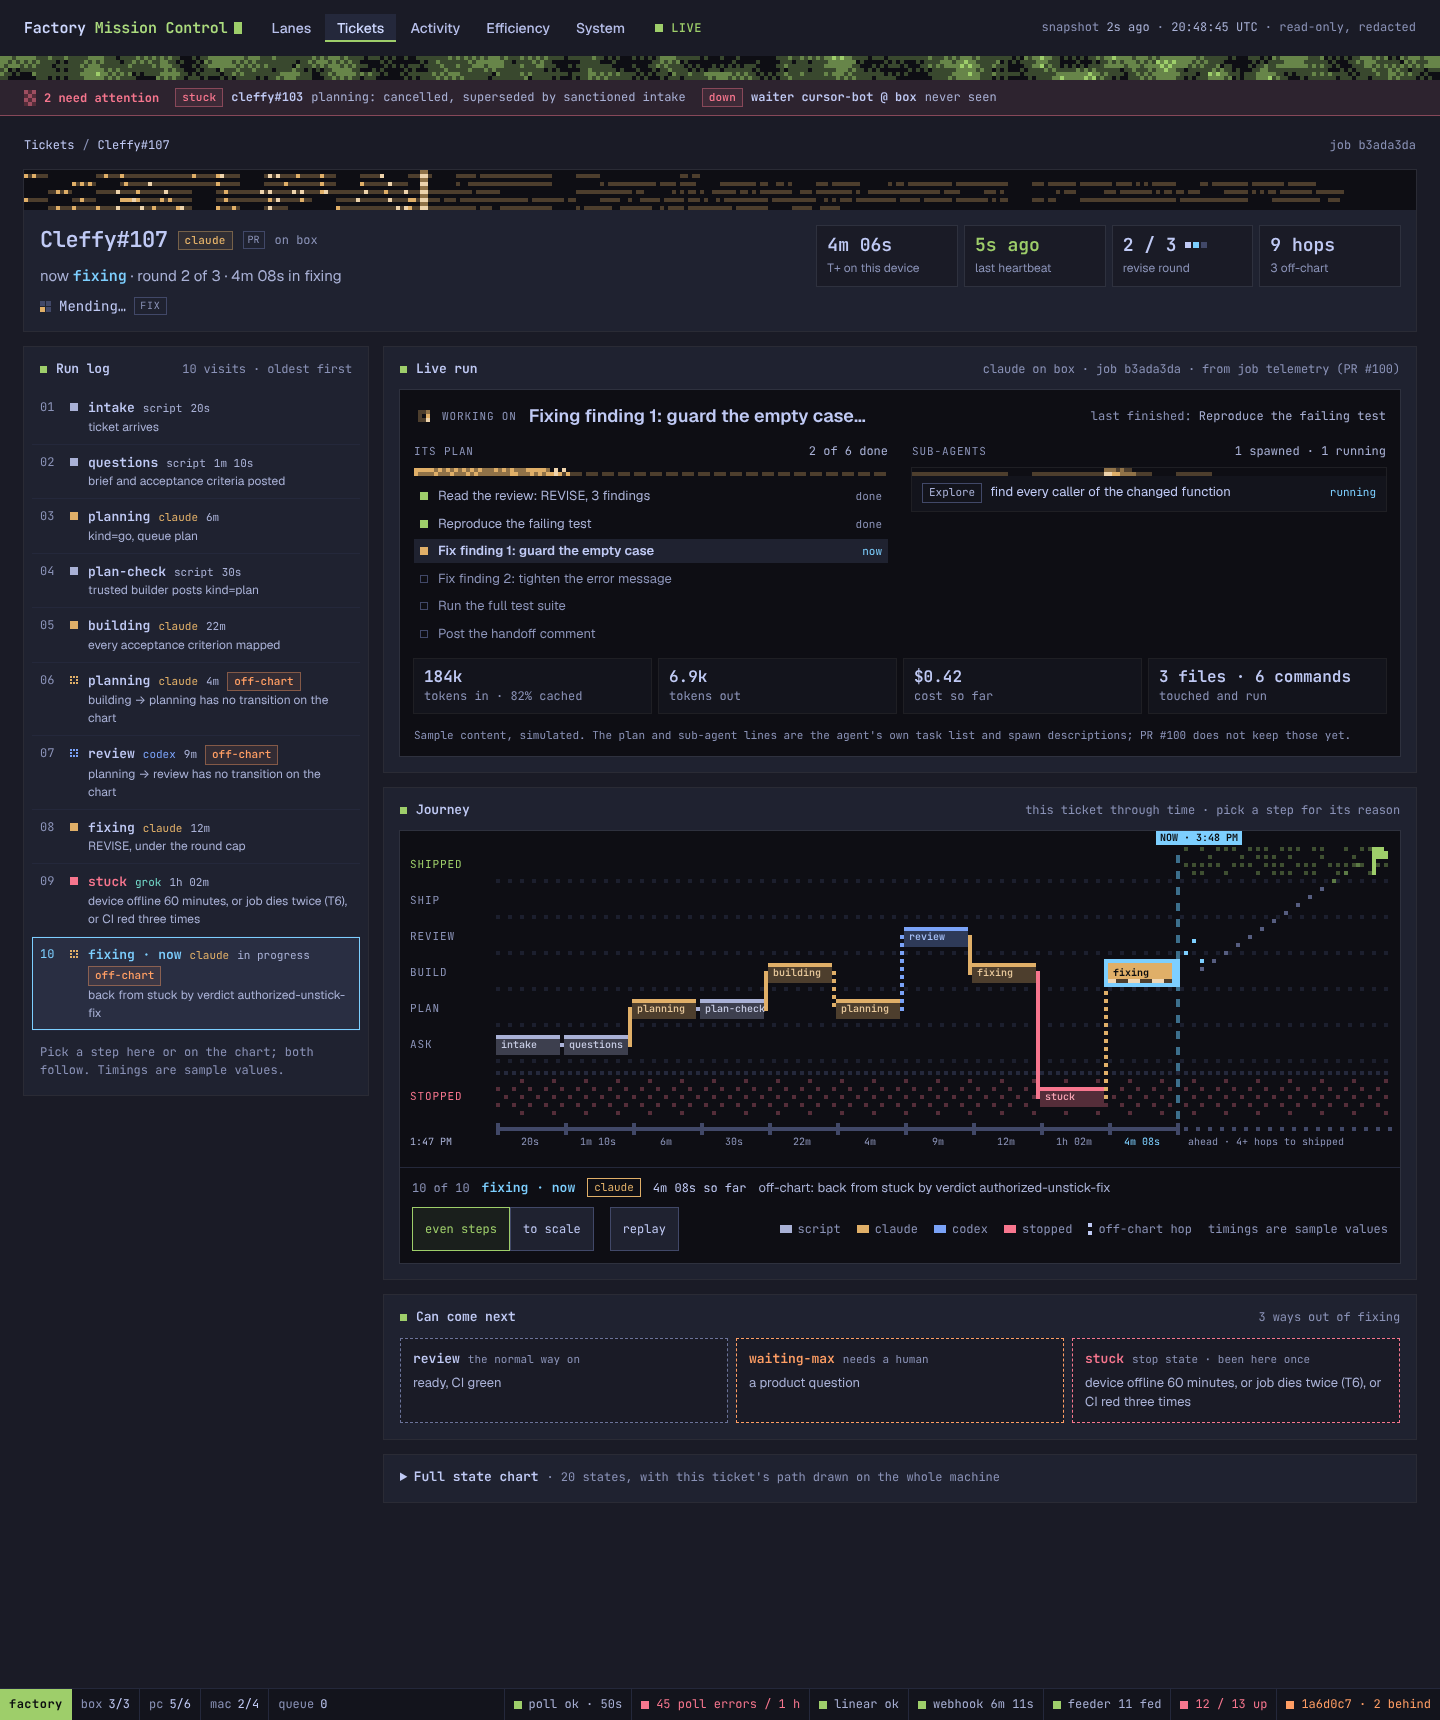 Factory Mission Control Lanes Tickets Activity Efficiency System LIVE snapshot 2s ago · 20:48:45 UTC · read-only, redacted
2 need attention stuck cleffy#103 planning: cancelled, superseded by sanctioned intake down waiter cursor-bot @ box never seen
Tickets / Cleffy#107 job b3ada3da
Cleffy#107 claude PR on box
now fixing · round 2 of 3 · 4m 08s in fixing
Mending… FIX
4m 06s
T+ on this device
5s ago
last heartbeat
2 / 3
revise round
9 hops
3 off-chart
Run log 10 visits · oldest first
01 intake script 20s
ticket arrives
02 questions script 1m 10s
brief and acceptance criteria posted
03 planning claude 6m
kind=go, queue plan
04 plan-check script 30s
trusted builder posts kind=plan
05 building claude 22m
every acceptance criterion mapped
06 planning claude 4m off-chart
building → planning has no transition on the
chart
07 review codex 9m off-chart
planning → review has no transition on the
chart
08 fixing claude 12m
REVISE, under the round cap
09 stuck grok 1h 02m
device offline 60 minutes, or job dies twice (T6),
or CI red three times
10 fixing · now claude in progress
off-chart
back from stuck by verdict authorized-unstick-
fix
Pick a step here or on the chart; both
follow. Timings are sample values.
Live run claude on box · job b3ada3da · from job telemetry (PR #100)
WORKING ON Fixing finding 1: guard the empty case… last finished: Reproduce the failing test
ITS PLAN 2 of 6 done
Read the review: REVISE, 3 findings done
Reproduce the failing test done
Fix finding 1: guard the empty case now
Fix finding 2: tighten the error message
Run the full test suite
Post the handoff comment
SUB-AGENTS 1 spawned · 1 running
Explore find every caller of the changed function running
184k
tokens in · 82% cached
6.9k
tokens out
$0.42
cost so far
3 files · 6 commands
touched and run
Sample content, simulated. The plan and sub-agent lines are the agent's own task list and spawn descriptions; PR #100 does not keep those yet.
Journey this ticket through time · pick a step for its reason
NOW · 3:48 PM
SHIPPED
SHIP
REVIEW review
BUILD building fixing fixing
PLAN planning plan-check planning
ASK intake questions
STOPPED stuck
1:47 PM 20s 1m 10s 6m 30s 22m 4m 9m 12m 1h 02m 4m 08s ahead · 4+ hops to shipped
10 of 10 fixing · now claude 4m 08s so far off-chart: back from stuck by verdict authorized-unstick-fix
even steps to scale replay script claude codex stopped off-chart hop timings are sample values
Can come next 3 ways out of fixing
review the normal way on
ready, CI green
waiting-max needs a human
a product question
stuck stop state · been here once
device offline 60 minutes, or job dies twice (T6), or
CI red three times
Full state chart · 20 states, with this ticket's path drawn on the whole machine
factory box 3/3 pc 5/6 mac 2/4 queue 0 poll ok · 50s 45 poll errors / 1 h linear ok webhook 6m 11s feeder 11 fed 12 / 13 up 1a6d0c7 · 2 behind